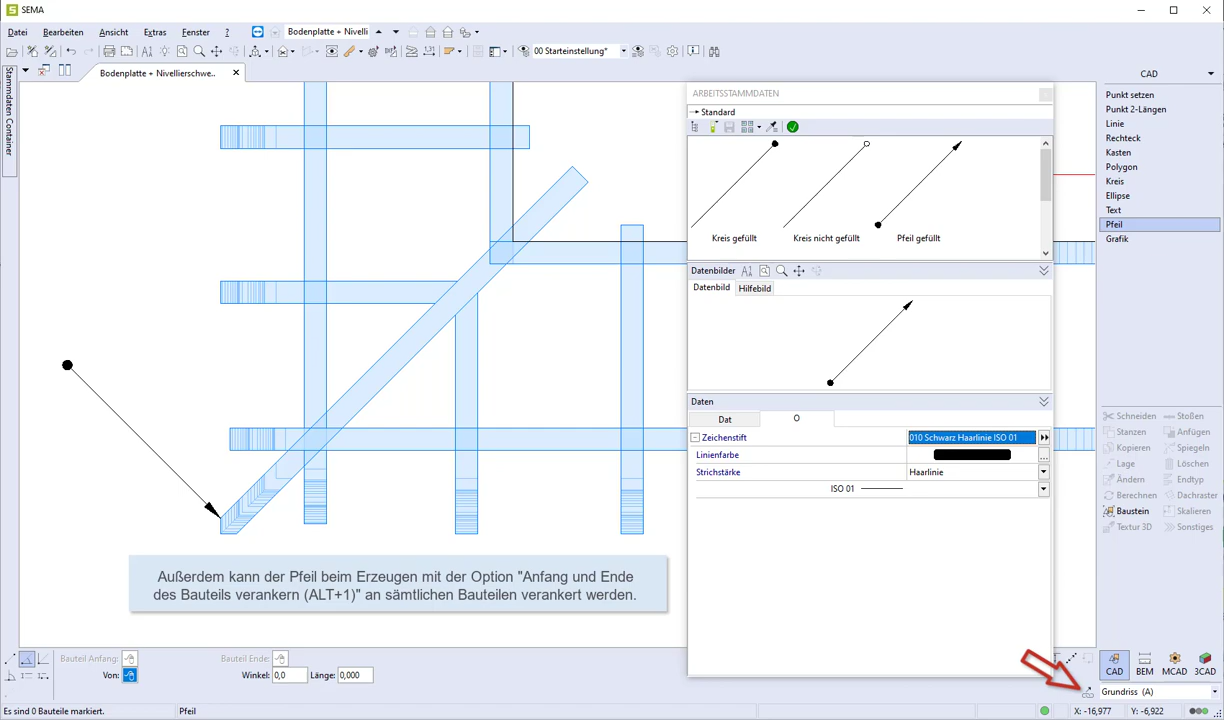 SEMA
Datei Bearbeiten Ansicht Extras Fenster ? Bodenplatte + Nivelli
00 Starteinstellung*
Stammdaten Container
Bodenplatte + Nivellierschwe..
CAD
Punkt setzen
Punkt 2-Längen
Linie
Rechteck
Kasten
Polygon
Kreis
Ellipse
Text
Pfeil
Grafik
ARBEITSSTAMMDATEN
Standard
Kreis gefüllt Kreis nicht gefüllt Pfeil gefüllt
Datenbilder
Datenbild Hilfebild
Daten
Dat O
Zeichenstift 010 Schwarz Haarlinie ISO 01
Linienfarbe
Strichstärke Haarlinie
ISO 01
Schneiden Stoßen
Stanzen Anfügen
Kopieren Spiegeln
Lage Löschen
Ändern Endtyp
Berechnen Dachraster
Baustein Skalieren
Textur 3D Sonstiges
Außerdem kann der Pfeil beim Erzeugen mit der Option "Anfang und Ende
des Bauteils verankern (ALT+1)" an sämtlichen Bauteilen verankert werden.
Bauteil Anfang: Bauteil Ende:
Von: Winkel: 0,0 Länge: 0,000
CAD BEM MCAD 3CAD
Grundriss (A)
Es sind 0 Bauteile markiert. Pfeil X: -16,977 Y: -6,922